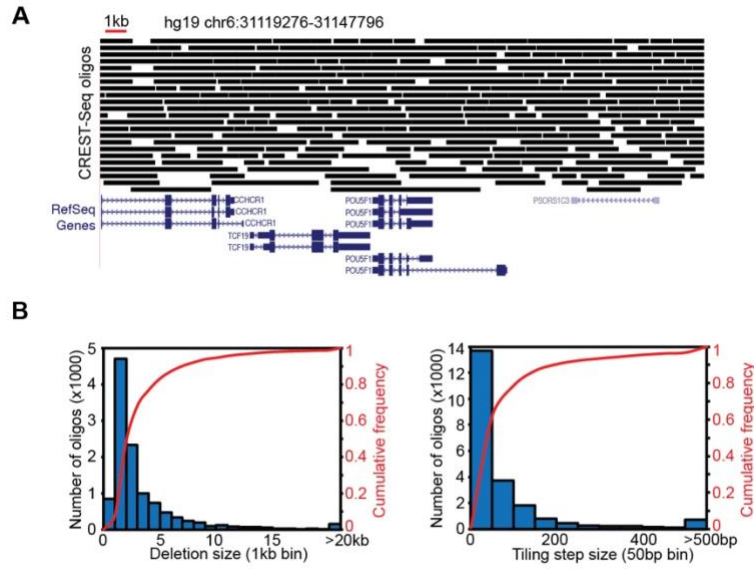 A
1kb hg19 chr6:31119276-31147796
CREST-Seq oligos
RefSeq
Genes
CCHCR1
CCHCR1
CCHCR1
TCF19
TCF19
POU5F1
POU5F1
POU5F1
POU5F1
POU5F1
PSORS1C3
B
Number of oligos (x1000)
5
4
3
2
1
0
0 5 10 15 >20kb
Deletion size (1kb bin)
1
0.8
0.6
0.4
0.2
0
Cumulative frequency
Number of oligos (x1000)
14
12
10
8
6
4
2
0
0 200 400 >500bp
Tiling step size (50bp bin)
1
0.8
0.6
0.4
0.2
0
Cumulative frequency